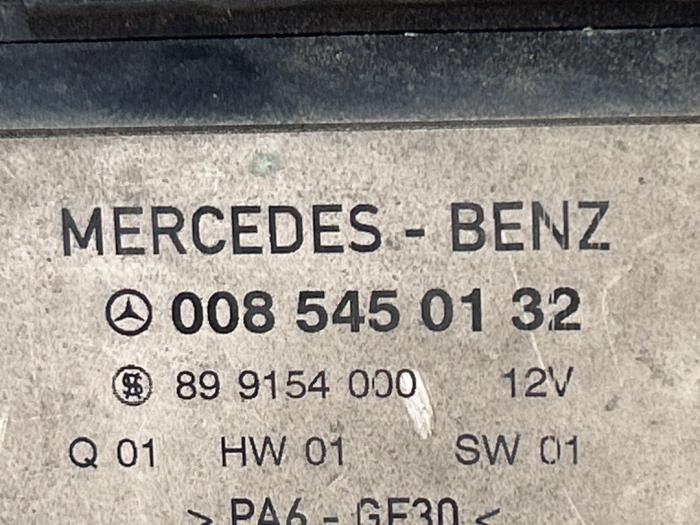 MERCEDES - BENZ
008 545 01 32
89 9154 000 12V
Q 01 HW 01 SW 01
> PA6 - GF30 <